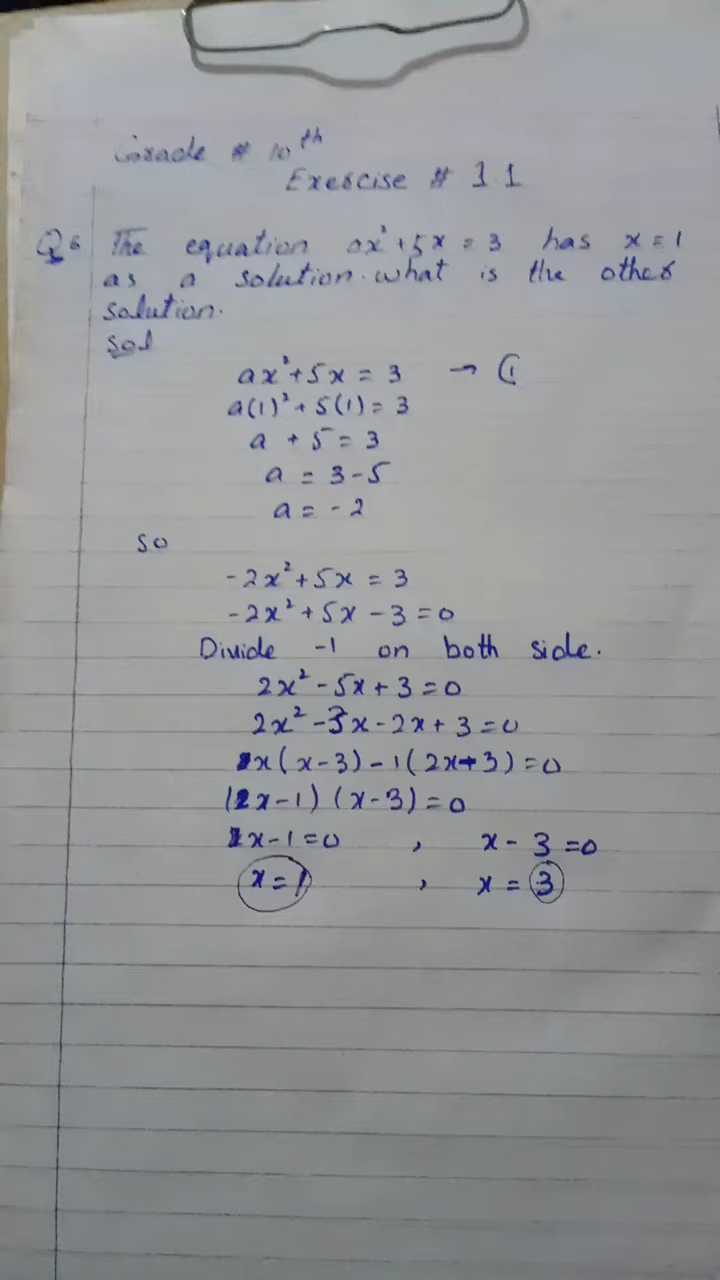 Grade # 10th
Exercise # 1.1
Q6 The equation ax²+5x = 3 has x = 1
as a solution. what is the other
solution.
Sol
ax²+5x = 3 → (1
a(1)² + 5(1) = 3
a + 5 = 3
a = 3-5
a = -2
so
-2x²+5x = 3
-2x²+5x-3=0
Divide -1 on both side.
2x²-5x+3=0
2x²-3x-2x+3=0
x(x-3)-1(2x+3)=0
(x-1) (x-3)=0
x-1=0 , x-3=0
x=1 , x=3